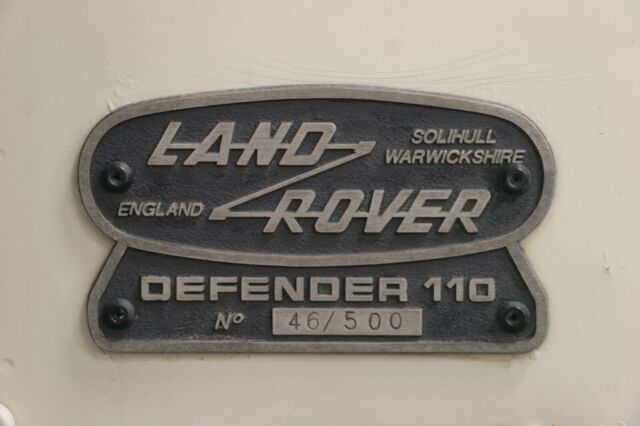 LAND
SOLIHULL
WARWICKSHIRE
ENGLAND
ROVER
DEFENDER 110
Nº 46/500